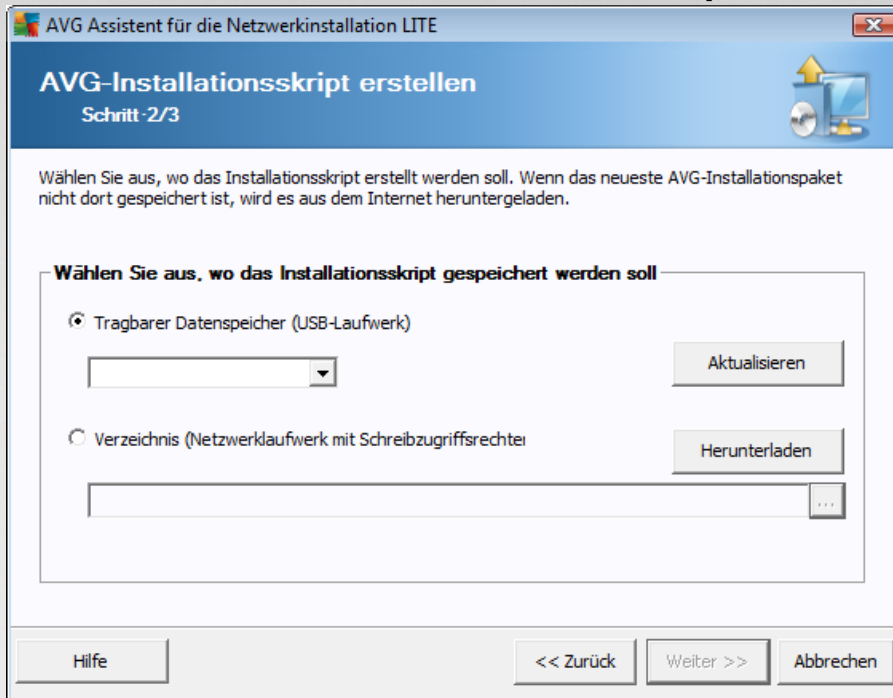 AVG Assistent für die Netzwerkinstallation LITE
AVG-Installationsskript erstellen
Schritt-2/3
Wählen Sie aus, wo das Installationsskript erstellt werden soll. Wenn das neueste AVG-Installationspaket
nicht dort gespeichert ist, wird es aus dem Internet heruntergeladen.
Wählen Sie aus, wo das Installationsskript gespeichert werden soll
Tragbarer Datenspeicher (USB-Laufwerk)
Aktualisieren
Verzeichnis (Netzwerklaufwerk mit Schreibzugriffsrechten
Herunterladen
...
Hilfe
<< Zurück
Weiter >>
Abbrechen